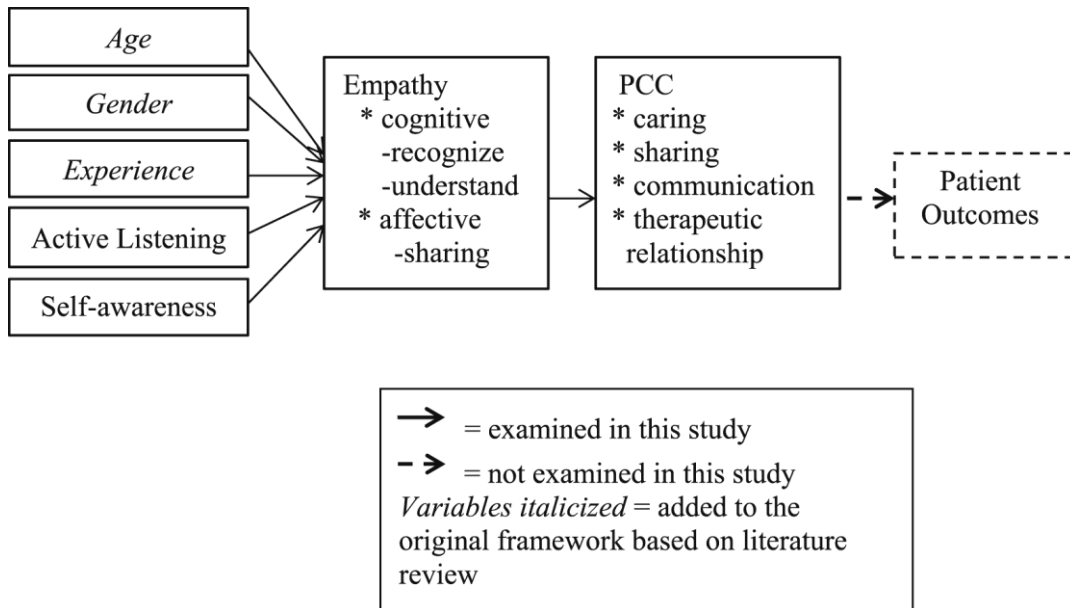 Age
Gender
Experience
Active Listening
Self-awareness
Empathy
* cognitive
-recognize
-understand
* affective
-sharing
PCC
* caring
* sharing
* communication
* therapeutic
relationship
Patient
Outcomes
= examined in this study
= not examined in this study
Variables italicized = added to the
original framework based on literature
review